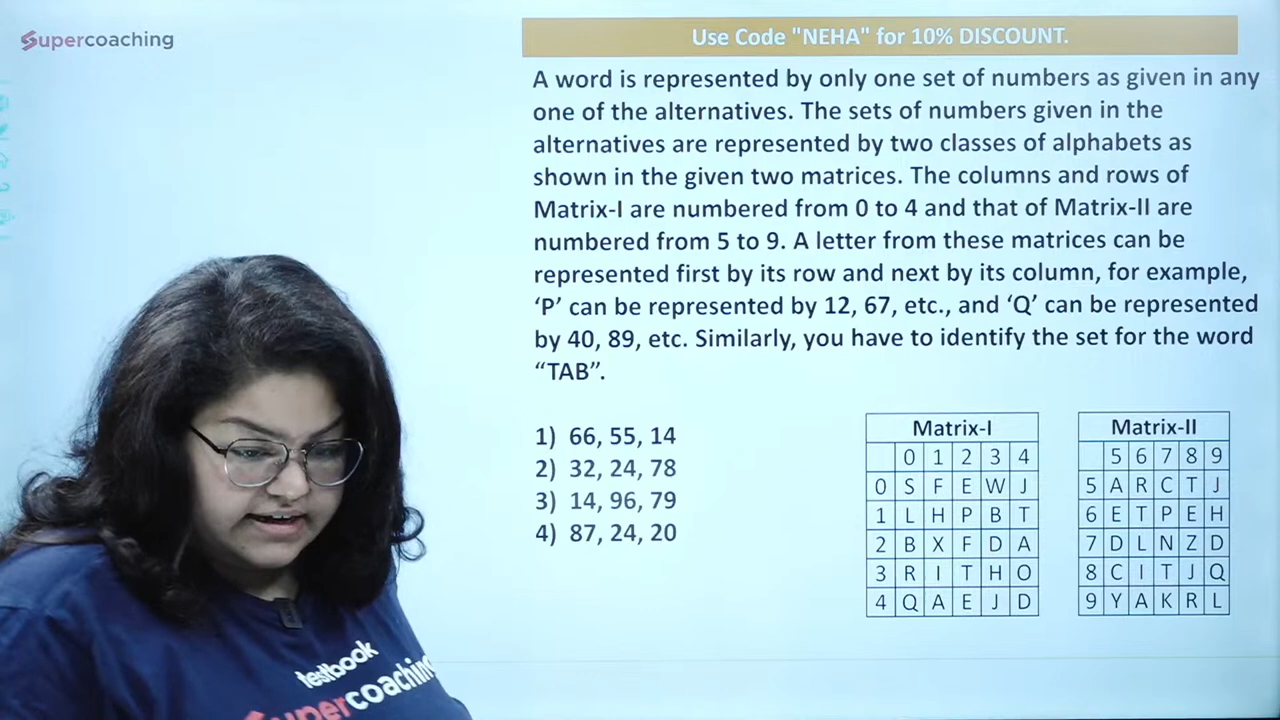 Supercoaching
Use Code "NEHA" for 10% DISCOUNT.
A word is represented by only one set of numbers as given in any
one of the alternatives. The sets of numbers given in the
alternatives are represented by two classes of alphabets as
shown in the given two matrices. The columns and rows of
Matrix-I are numbered from 0 to 4 and that of Matrix-II are
numbered from 5 to 9. A letter from these matrices can be
represented first by its row and next by its column, for example,
‘P’ can be represented by 12, 67, etc., and ‘Q’ can be represented
by 40, 89, etc. Similarly, you have to identify the set for the word
“TAB”.
1) 66, 55, 14
2) 32, 24, 78
3) 14, 96, 79
4) 87, 24, 20
Matrix-I
0 1 2 3 4
0 S F E W J
1 L H P B T
2 B X F D A
3 R I T H O
4 Q A E J D
Matrix-II
5 6 7 8 9
5 A R C T J
6 E T P E H
7 D L N Z D
8 C I T J Q
9 Y A K R L
testbook
Supercoaching